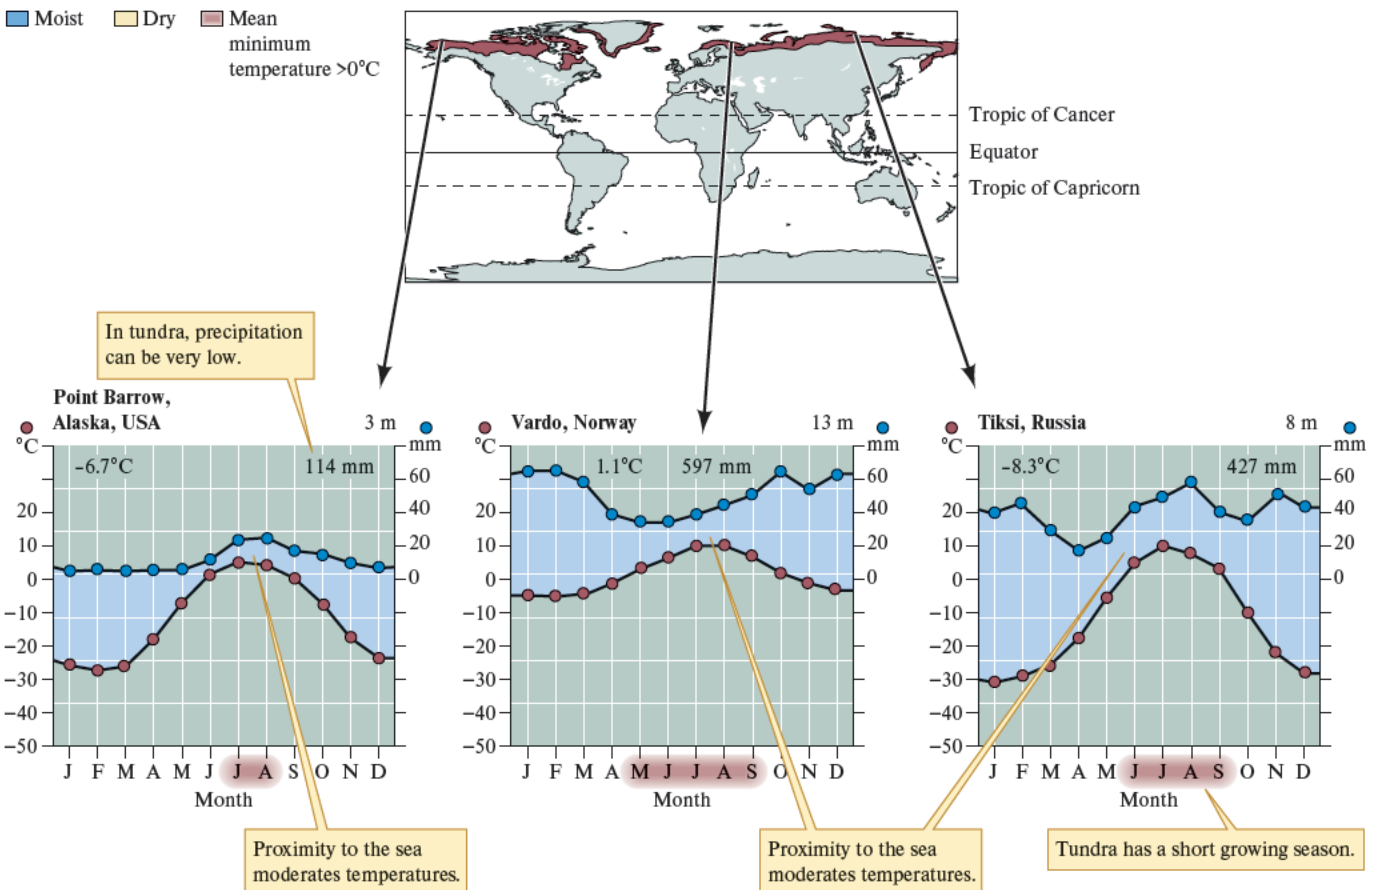 Moist
Dry
Mean
minimum
temperature >0°C
Tropic of Cancer
Equator
Tropic of Capricorn
In tundra, precipitation
can be very low.
Point Barrow,
Alaska, USA
3 m
°C
mm
−6.7°C
114 mm
20
10
0
−10
−20
−30
−40
−50
60
40
20
0
J F M A M J J A S O N D
Month
Vardo, Norway
13 m
°C
mm
1.1°C
597 mm
20
10
0
−10
−20
−30
−40
−50
60
40
20
0
J F M A M J J A S O N D
Month
Tiksi, Russia
8 m
°C
mm
−8.3°C
427 mm
20
10
0
−10
−20
−30
−40
−50
60
40
20
0
J F M A M J J A S O N D
Month
Proximity to the sea
moderates temperatures.
Proximity to the sea
moderates temperatures.
Tundra has a short growing season.